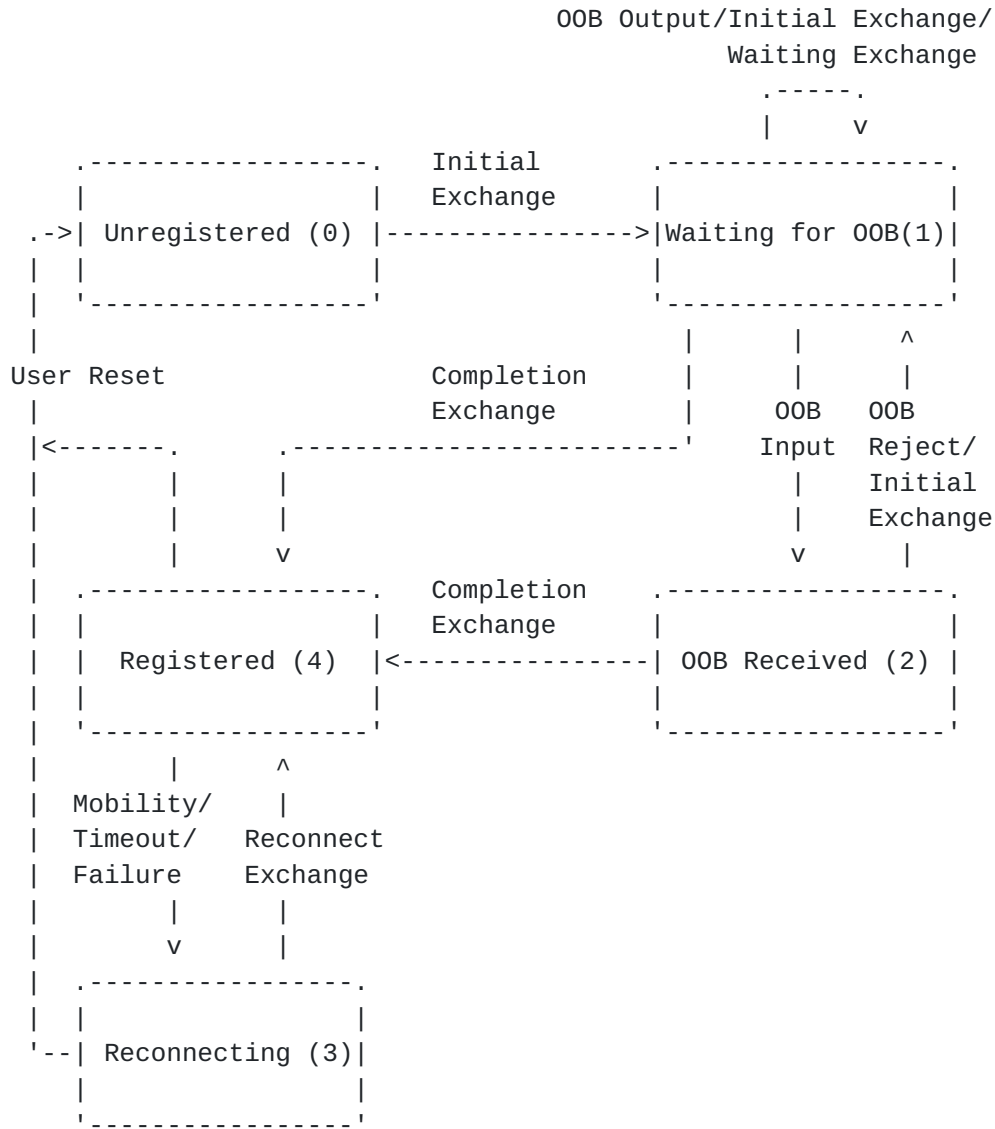 OOB Output/Initial Exchange/
Waiting Exchange
Initial
Exchange
Unregistered (0) Waiting for OOB(1)
User Reset Completion
Exchange OOB OOB
Input Reject/
Initial
Exchange
Completion
Exchange
Registered (4) OOB Received (2)
Mobility/
Timeout/ Reconnect
Failure Exchange
Reconnecting (3)